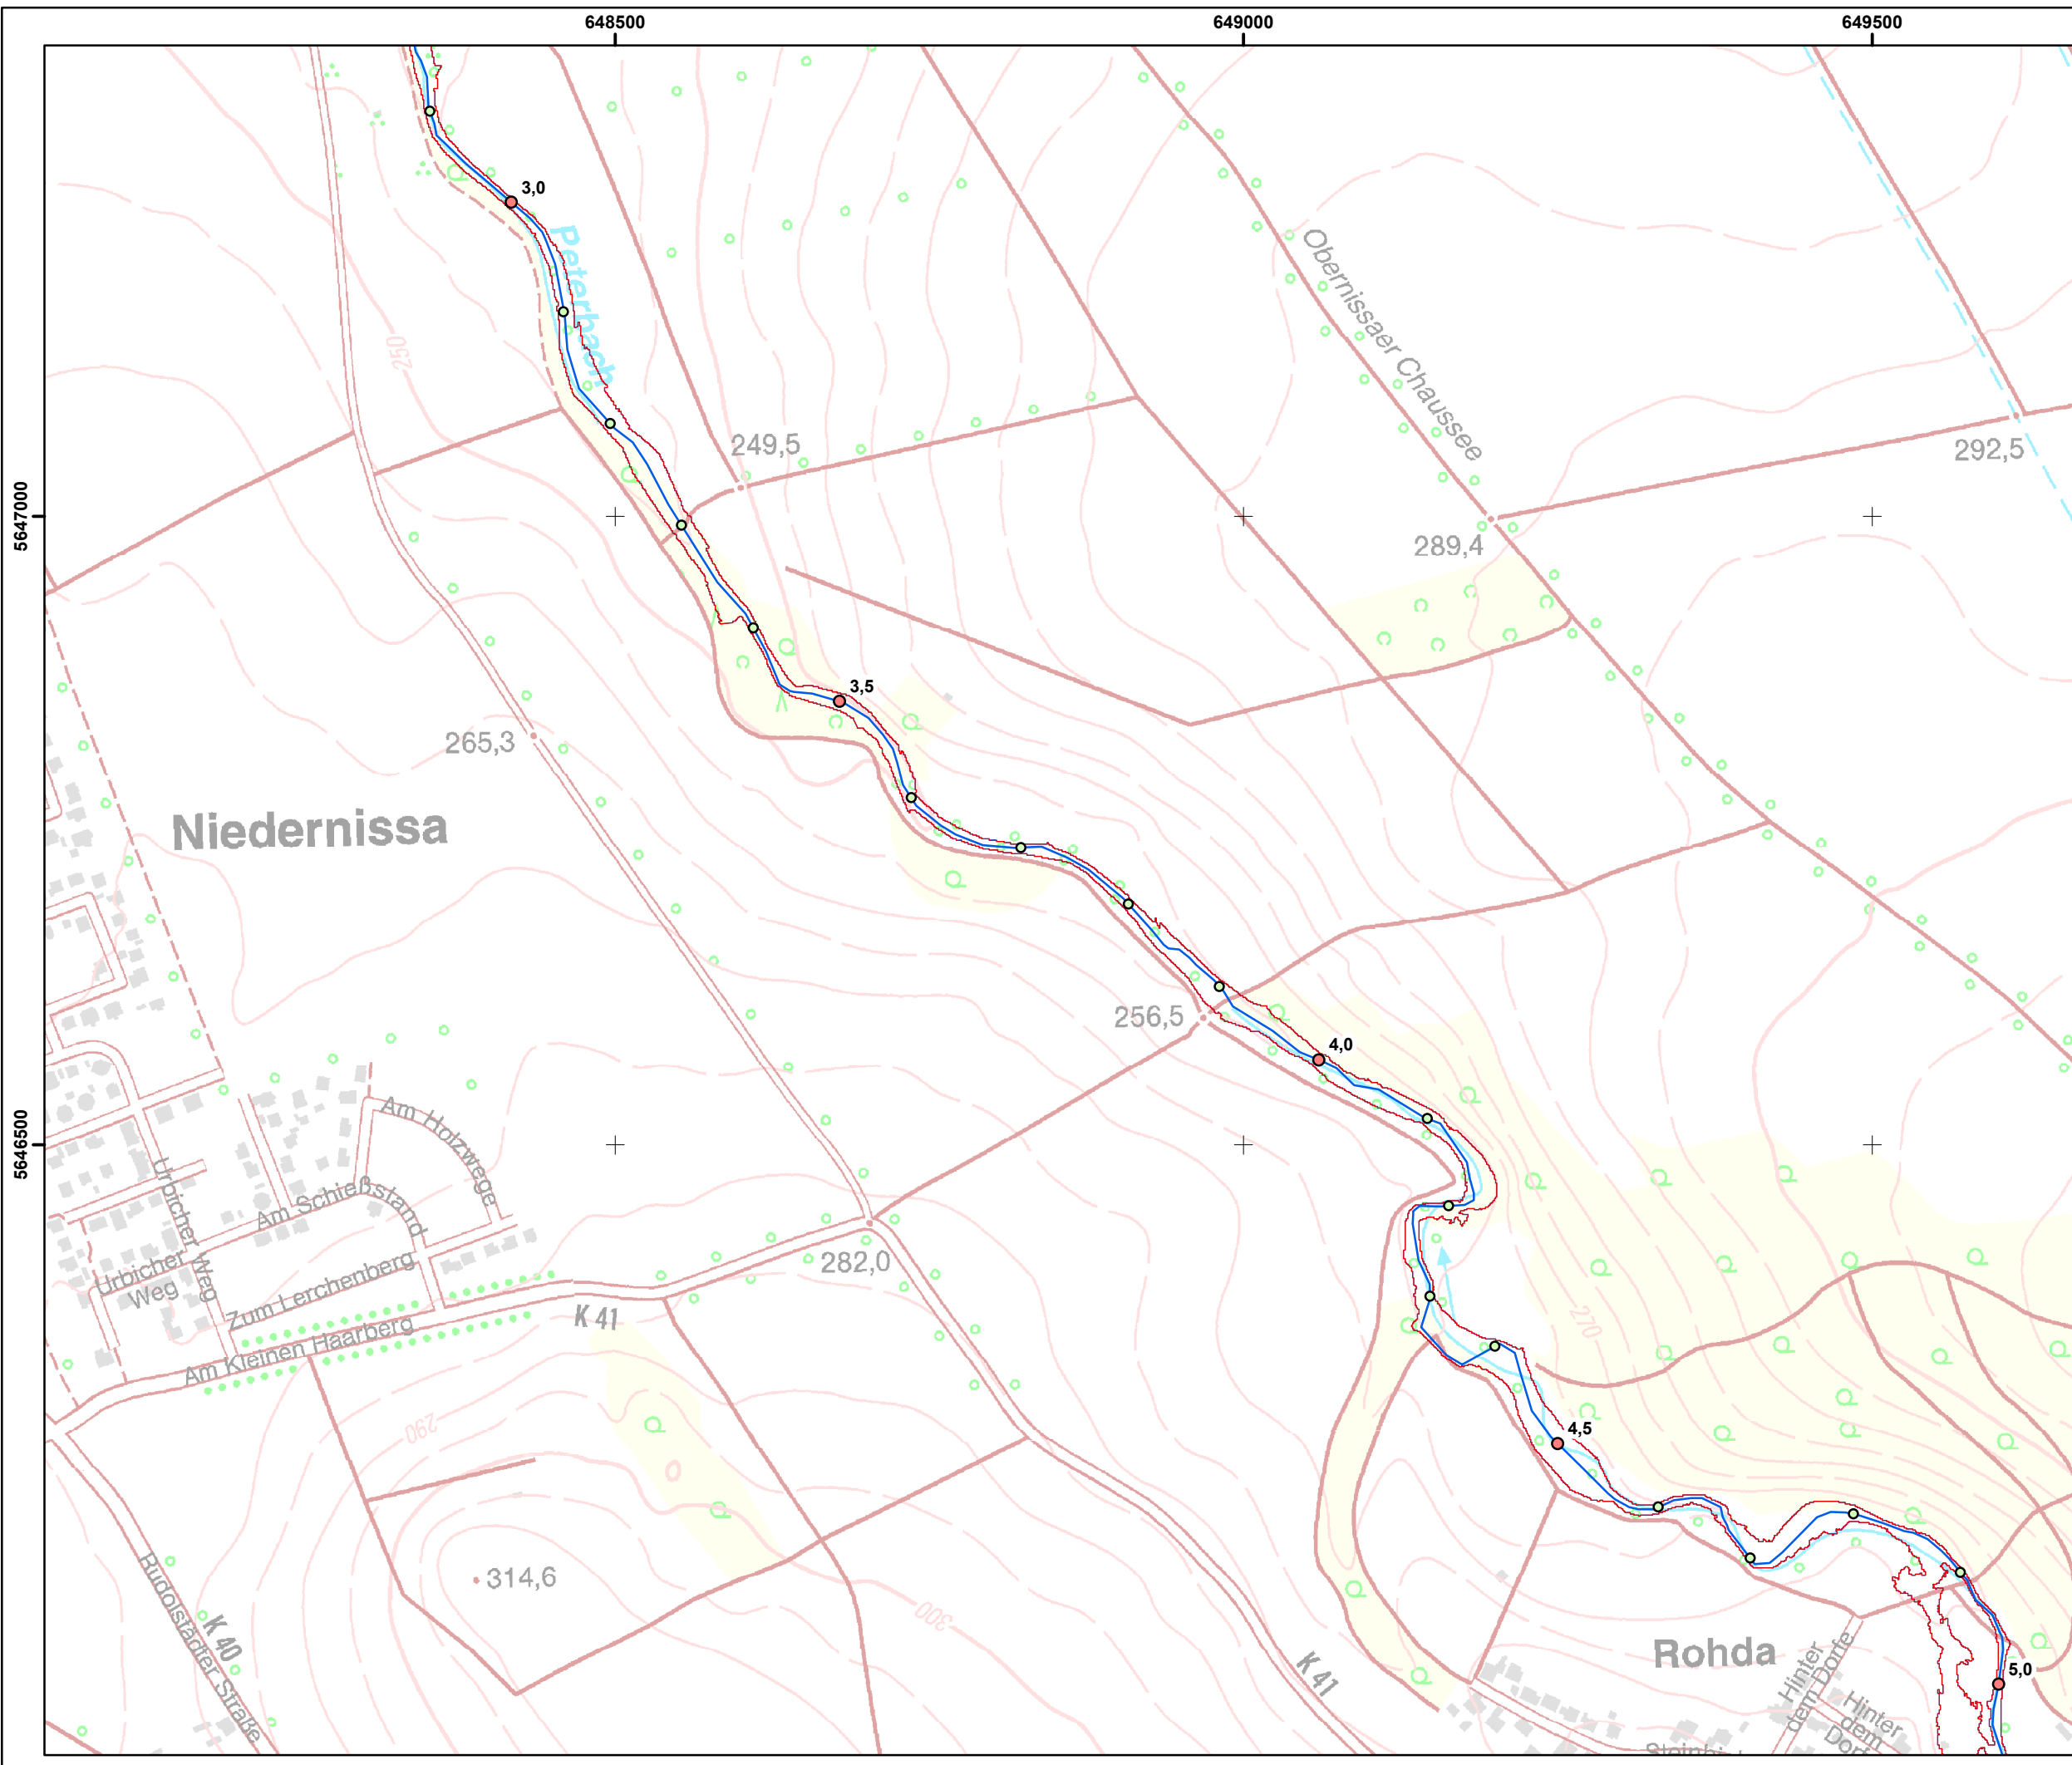 648500
649000
649500
3,0
Peterbach
Obernissaer Chaussee
250
249,5
292,5
5647000
289,4
3,5
265,3
Niedernissa
256,5
4,0
Am Holzwege
5646500
Urbicher Weg
Am Schießstand
282,0
Urbicher
Weg
Zum Lerchenberg
K 41
Am Kleinen Haarberg
270
290
4,5
314,6
300
Rudolstädter Straße
K 40
K 41
Rohda
5,0
Hinter
dem Dorfe
Hinter
dem